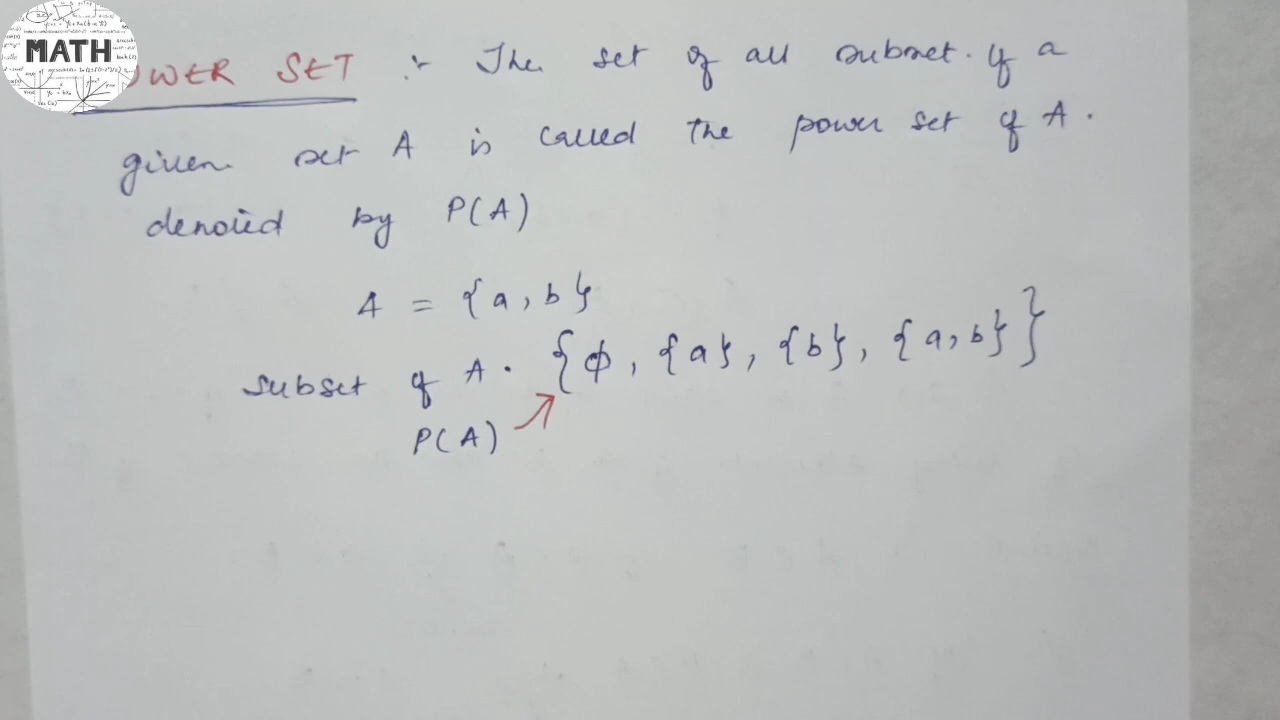 MATH
OWER SET :- The set of all subset. of a
given set A is called the power set of A.
denoted by P(A)
A = {a, b}
subset of A. {ϕ, {a}, {b}, {a, b}}
P(A)